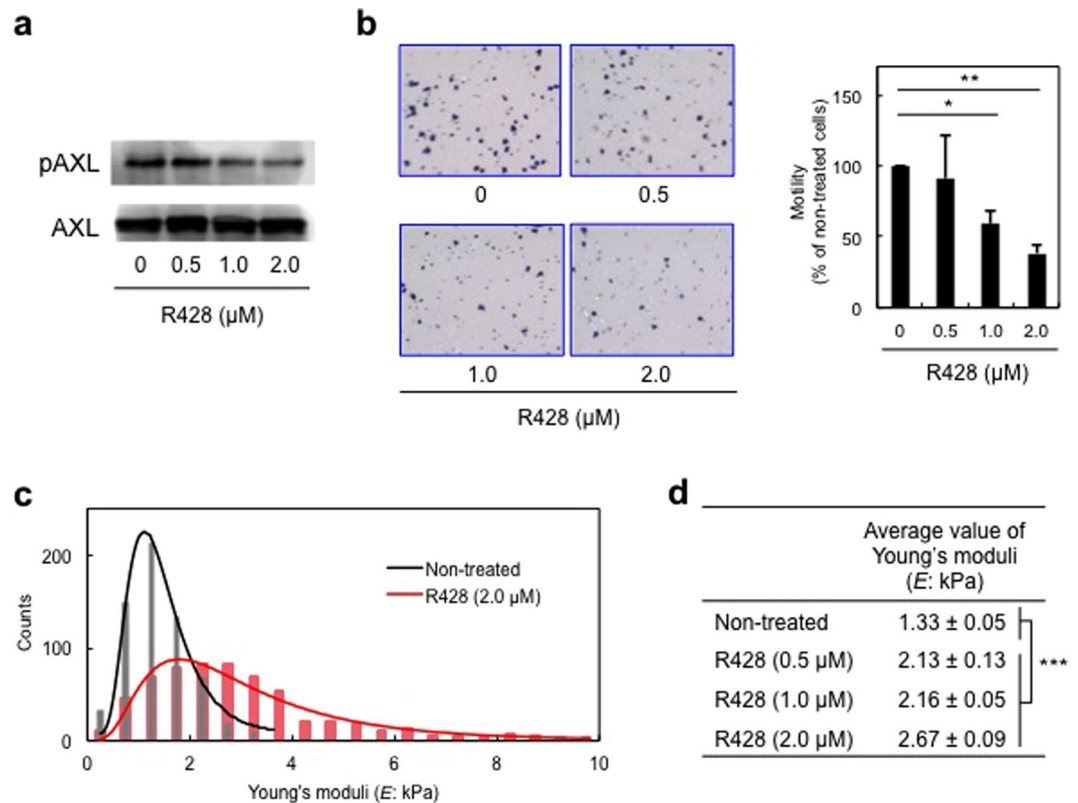 a
pAXL
AXL
0 0.5 1.0 2.0
R428 (µM)
b
0 0.5
1.0 2.0
R428 (µM)
Motility
(% of non-treated cells)
150
100
50
0
**
*
0 0.5 1.0 2.0
R428 (µM)
c
Counts
200
100
0
Non-treated
R428 (2.0 µM)
0 2 4 6 8 10
Young's moduli (E: kPa)
d
Average value of
Young's moduli
(E: kPa)
Non-treated 1.33 ± 0.05
R428 (0.5 µM) 2.13 ± 0.13
R428 (1.0 µM) 2.16 ± 0.05
R428 (2.0 µM) 2.67 ± 0.09
***